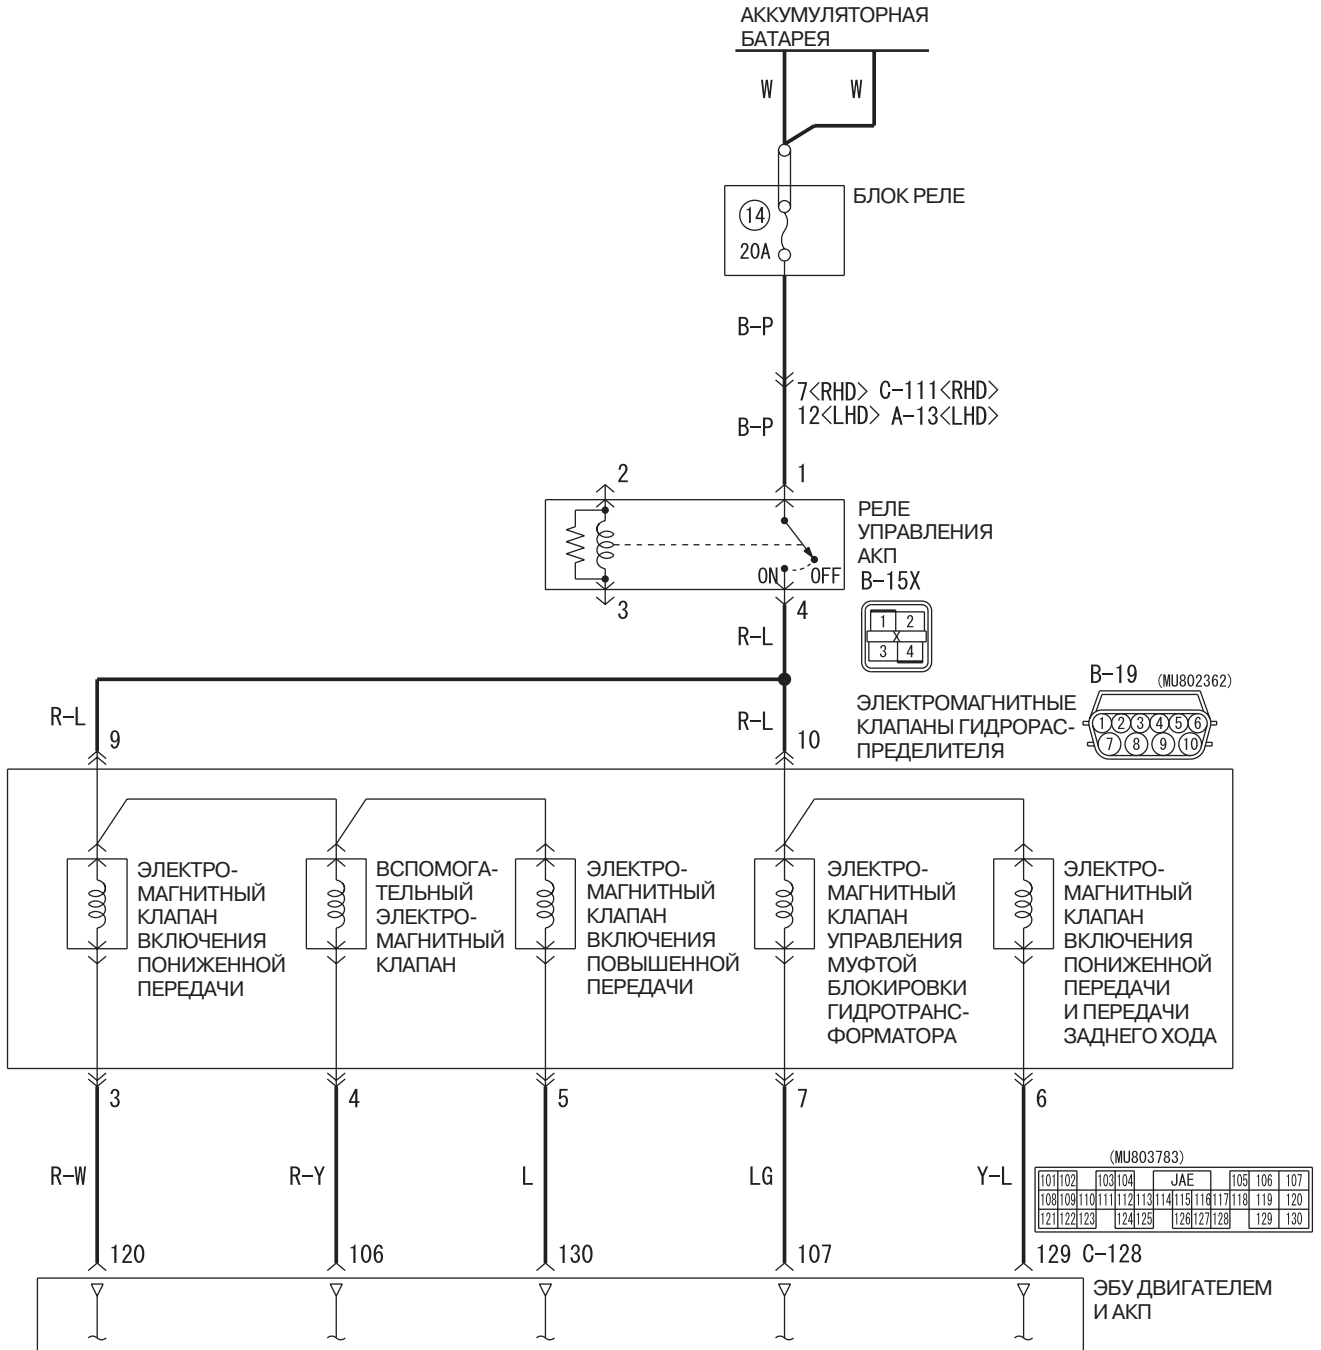 АККУМУЛЯТОРНАЯ
БАТАРЕЯ
W W
БЛОК РЕЛЕ
14
20A
B-P
7<RHD> C-111<RHD>
12<LHD> A-13<LHD>
B-P
2 1
РЕЛЕ
УПРАВЛЕНИЯ
АКП
ON OFF
B-15X
3 4
1 2
X
3 4
R-L
B-19 (MU802362)
ЭЛЕКТРОМАГНИТНЫЕ
КЛАПАНЫ ГИДРОРАС-
ПРЕДЕЛИТЕЛЯ
1 2 3 4 5 6
7 8 9 10
R-L R-L
9 10
ЭЛЕКТРО-
МАГНИТНЫЙ
КЛАПАН
ВКЛЮЧЕНИЯ
ПОНИЖЕННОЙ
ПЕРЕДАЧИ
ВСПОМОГА-
ТЕЛЬНЫЙ
ЭЛЕКТРО-
МАГНИТНЫЙ
КЛАПАН
ЭЛЕКТРО-
МАГНИТНЫЙ
КЛАПАН
ВКЛЮЧЕНИЯ
ПОВЫШЕННОЙ
ПЕРЕДАЧИ
ЭЛЕКТРО-
МАГНИТНЫЙ
КЛАПАН
УПРАВЛЕНИЯ
МУФТОЙ
БЛОКИРОВКИ
ГИДРОТРАНС-
ФОРМАТОРА
ЭЛЕКТРО-
МАГНИТНЫЙ
КЛАПАН
ВКЛЮЧЕНИЯ
ПОНИЖЕННОЙ
ПЕРЕДАЧИ
И ПЕРЕДАЧИ
ЗАДНЕГО ХОДА
3 4 5 7 6
R-W R-Y L LG Y-L
(MU803783)
101 102 103 104 JAE 105 106 107
108 109 110 111 112 113 114 115 116 117 118 119 120
121 122 123 124 125 126 127 128 129 130
120 106 130 107 129 C-128
ЭБУ ДВИГАТЕЛЕМ
И АКП